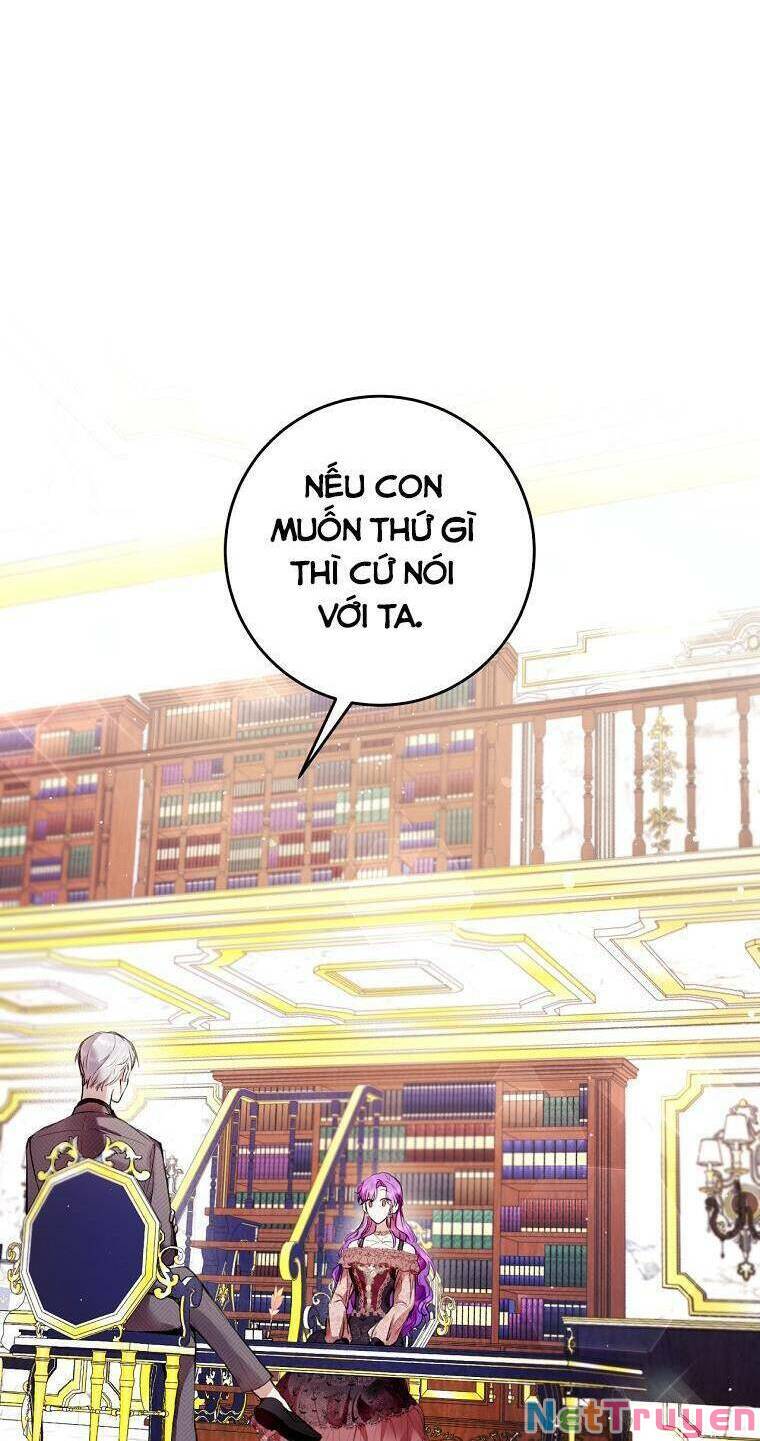 NẾU CON
MUỐN THỨ GÌ
THÌ CỨ NÓI
VỚI TA.
NetTruyen